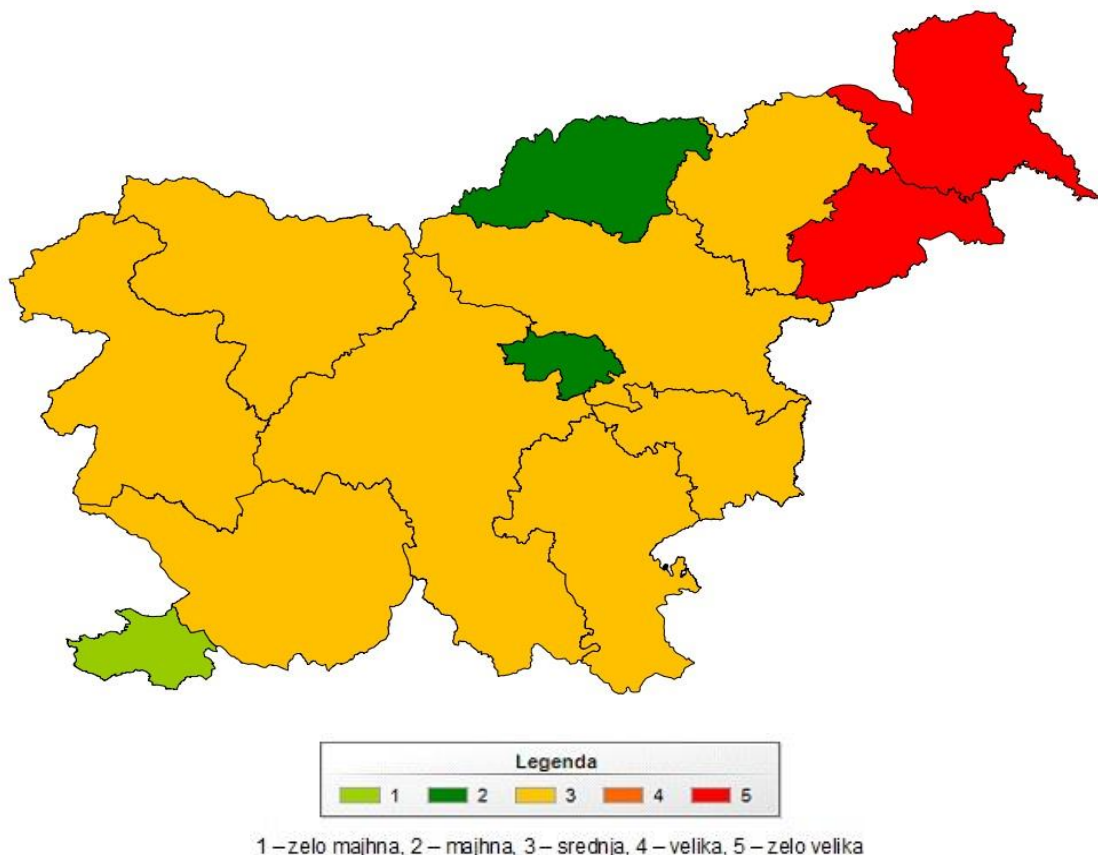 Legenda
1 2 3 4 5
1 – zelo majhna, 2 – majhna, 3 – srednja, 4 – velika, 5 – zelo velika